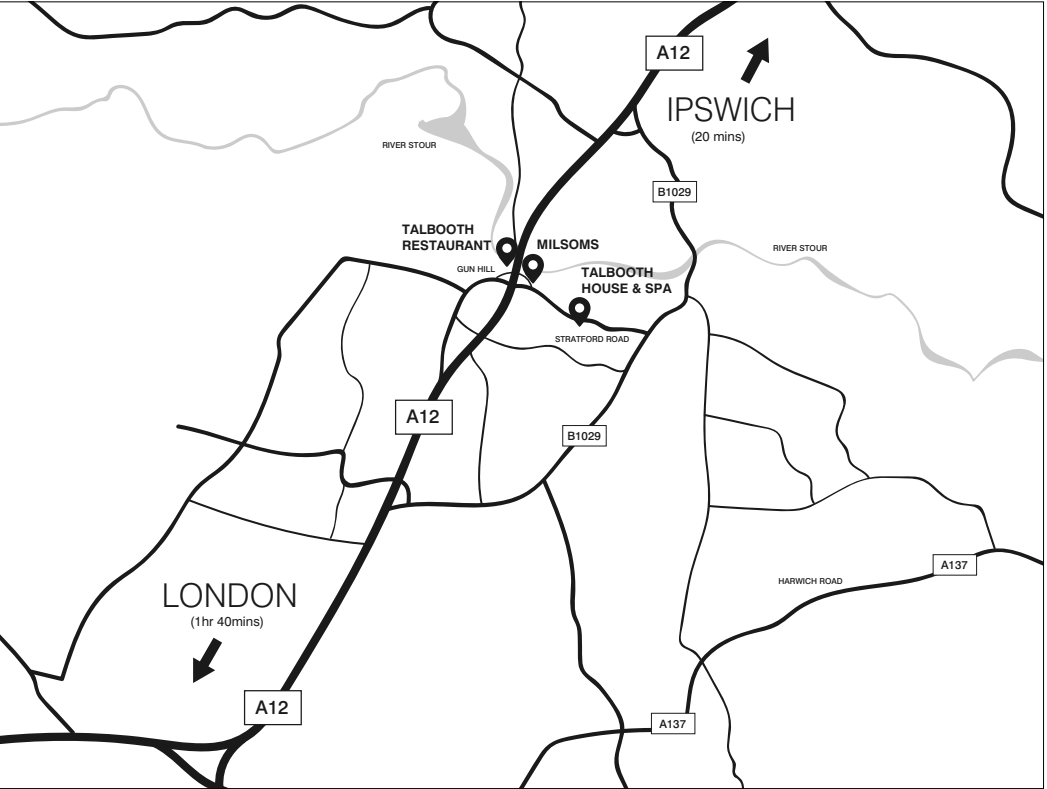 A12
IPSWICH
(20 mins)
RIVER STOUR
B1029
TALBOOTH
RESTAURANT
MILSOMS
RIVER STOUR
GUN HILL
TALBOOTH
HOUSE & SPA
STRATFORD ROAD
A12
B1029
A137
HARWICH ROAD
LONDON
(1hr 40mins)
A12
A137